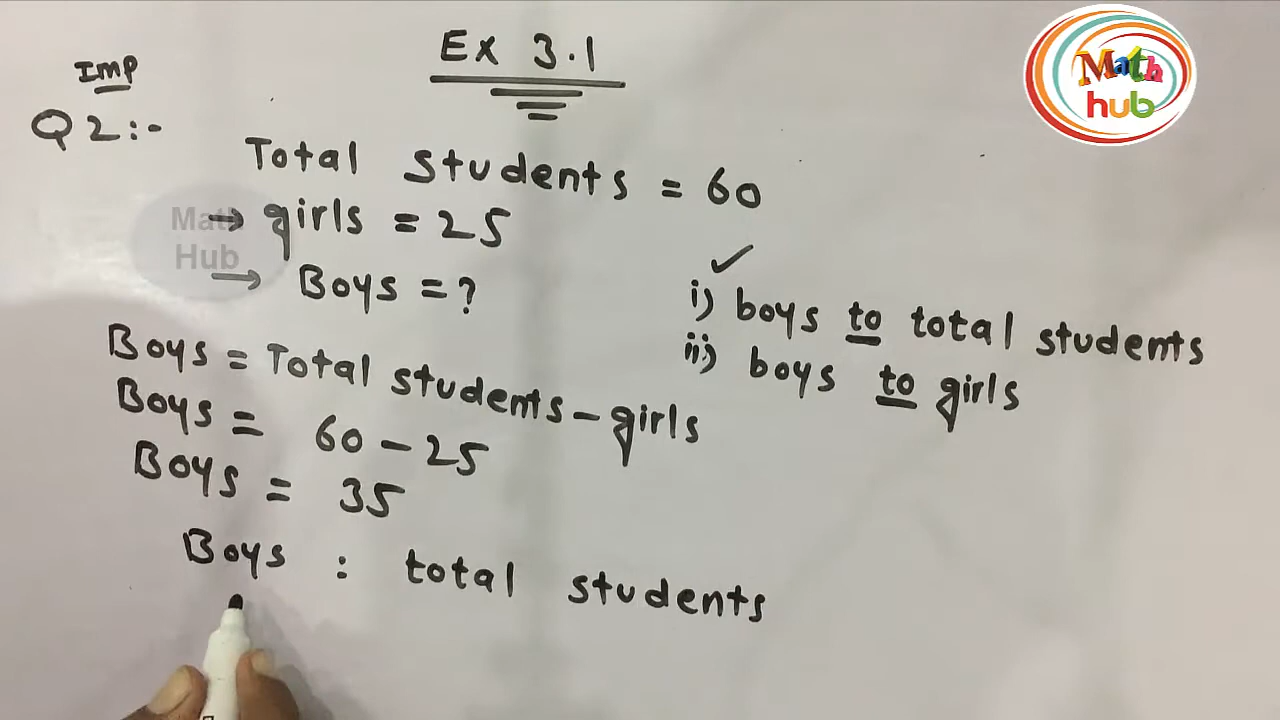 Ex 3.1
Math
hub
Imp
Q2:-
Total students = 60
→ girls = 25
→ Boys = ?
Math
Hub
i) boys to total students
ii) boys to girls
Boys = Total students - girls
Boys = 60 - 25
Boys = 35
Boys : total students